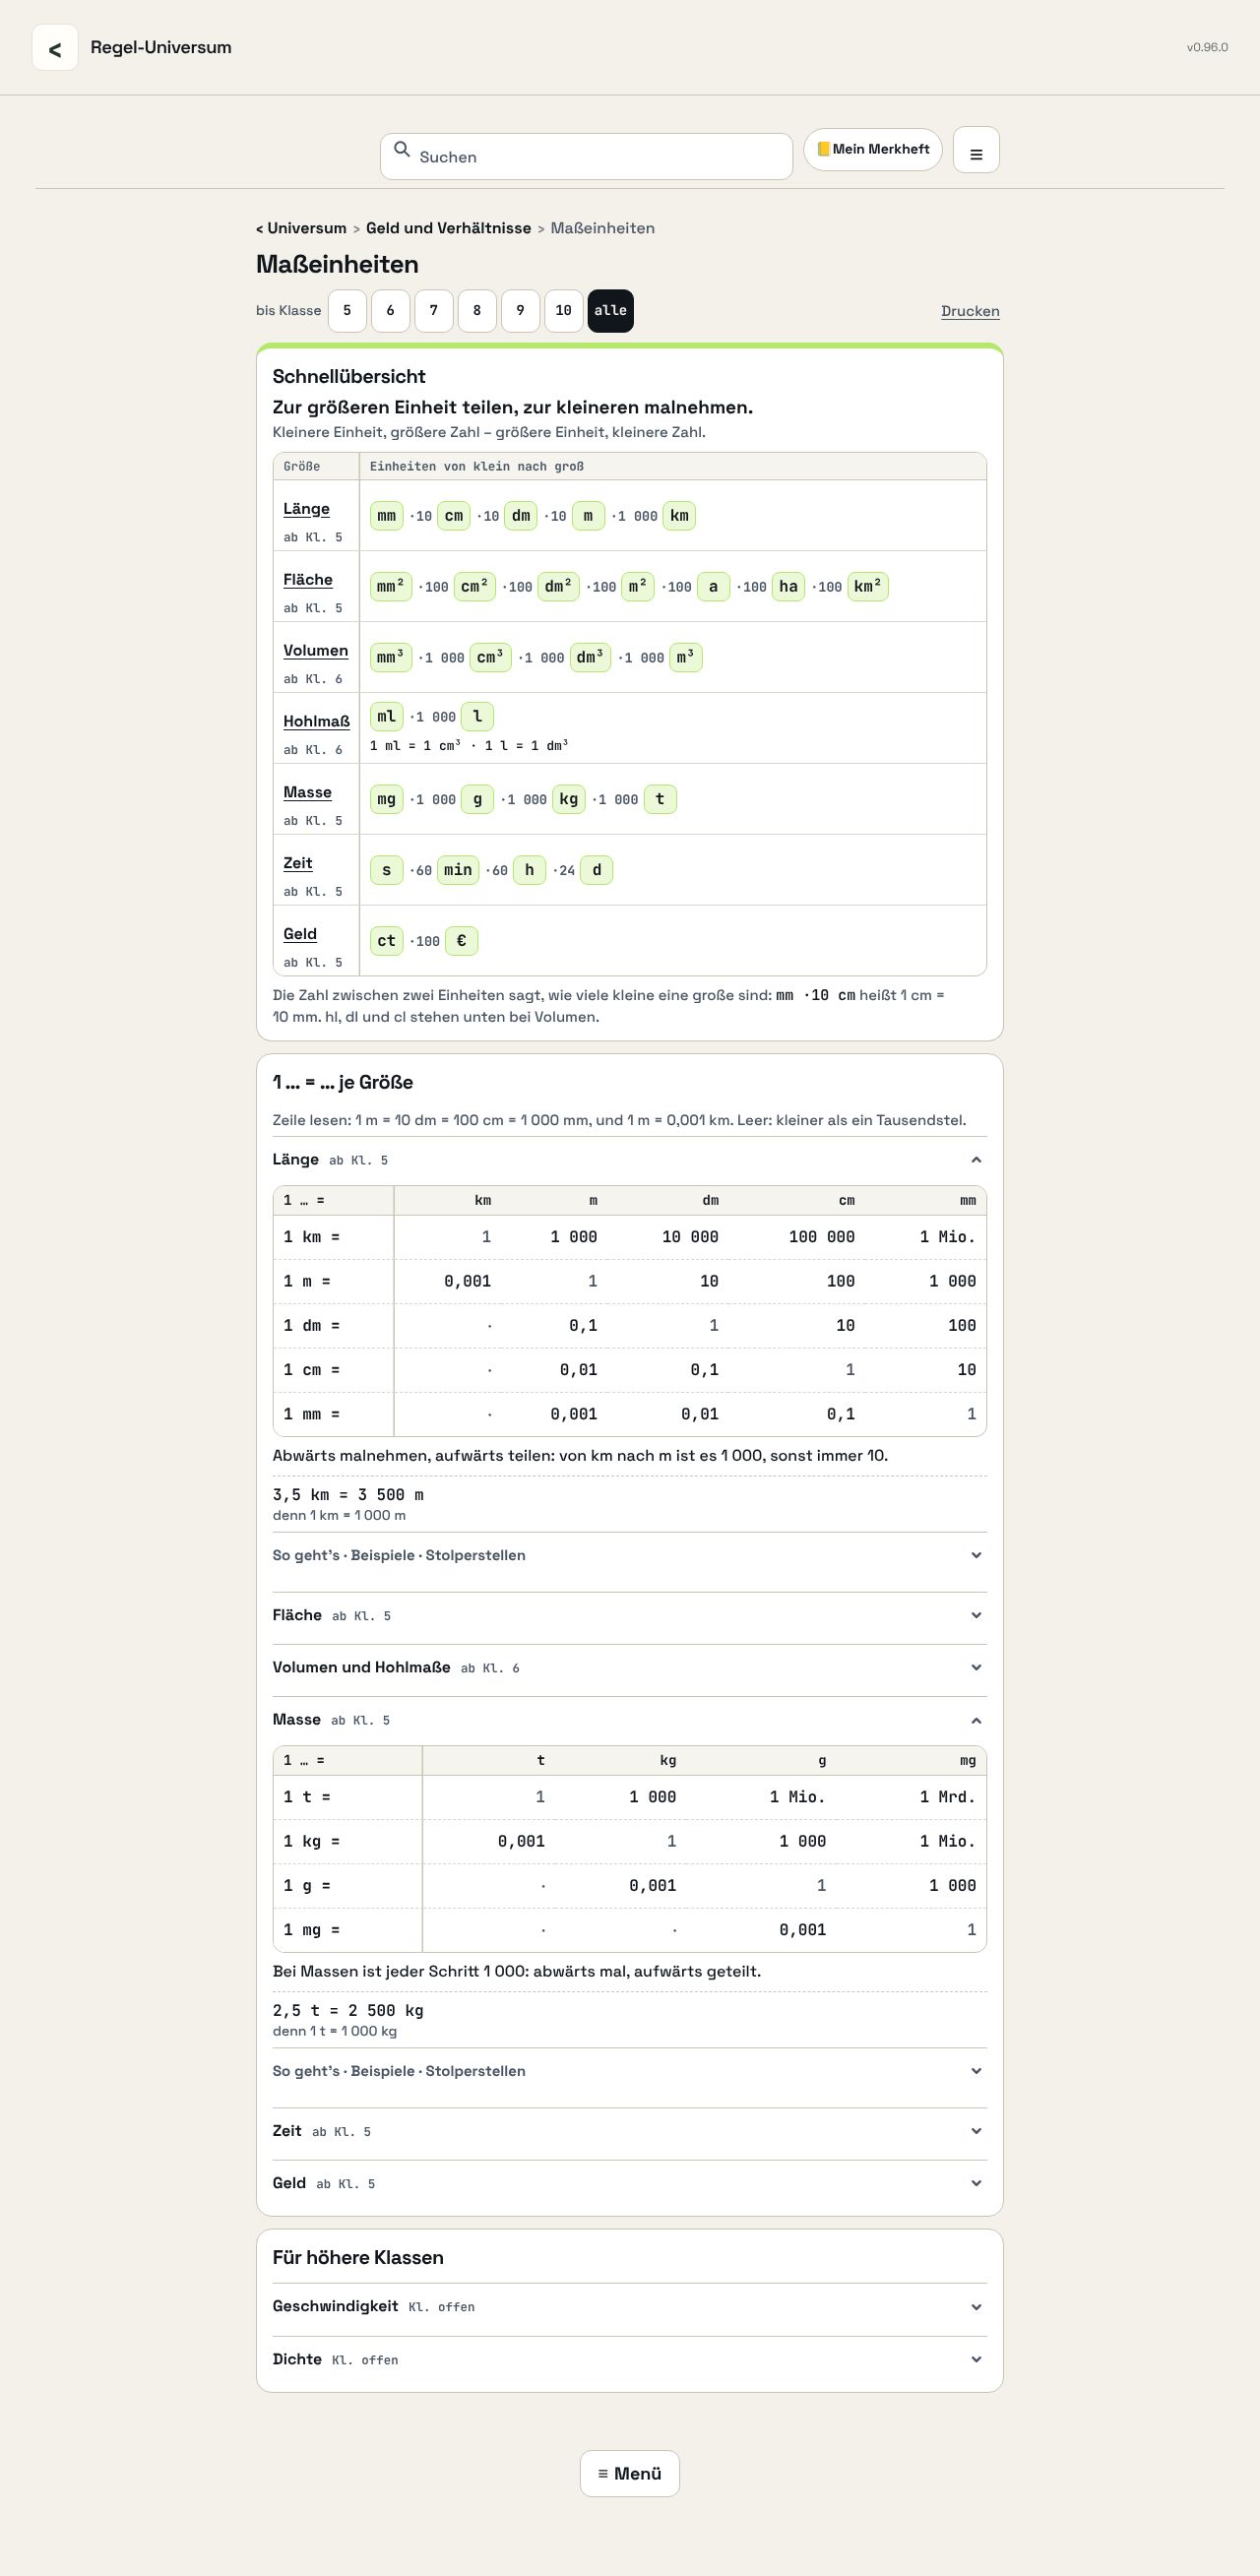 < Regel-Universum
v0.96.0
Suchen
📒Mein Merkheft
≡
< Universum > Geld und Verhältnisse > Maßeinheiten
Maßeinheiten
bis Klasse 5 6 7 8 9 10 alle
Drucken
Schnellübersicht
Zur größeren Einheit teilen, zur kleineren malnehmen.
Kleinere Einheit, größere Zahl – größere Einheit, kleinere Zahl.
Größe Einheiten von klein nach groß
Länge
ab Kl. 5
mm ·10 cm ·10 dm ·10 m ·1 000 km
Fläche
ab Kl. 5
mm² ·100 cm² ·100 dm² ·100 m² ·100 a ·100 ha ·100 km²
Volumen
ab Kl. 6
mm³ ·1 000 cm³ ·1 000 dm³ ·1 000 m³
Hohlmaß
ab Kl. 6
ml ·1 000 l
1 ml = 1 cm³ · 1 l = 1 dm³
Masse
ab Kl. 5
mg ·1 000 g ·1 000 kg ·1 000 t
Zeit
ab Kl. 5
s ·60 min ·60 h ·24 d
Geld
ab Kl. 5
ct ·100 €
Die Zahl zwischen zwei Einheiten sagt, wie viele kleine eine große sind: mm ·10 cm heißt 1 cm =
10 mm. hl, dl und cl stehen unten bei Volumen.
1 … = … je Größe
Zeile lesen: 1 m = 10 dm = 100 cm = 1 000 mm, und 1 m = 0,001 km. Leer: kleiner als ein Tausendstel.
Länge ab Kl. 5
1 … = km m dm cm mm
1 km = 1 1 000 10 000 100 000 1 Mio.
1 m = 0,001 1 10 100 1 000
1 dm = · 0,1 1 10 100
1 cm = · 0,01 0,1 1 10
1 mm = · 0,001 0,01 0,1 1
Abwärts malnehmen, aufwärts teilen: von km nach m ist es 1 000, sonst immer 10.
3,5 km = 3 500 m
denn 1 km = 1 000 m
So geht's · Beispiele · Stolperstellen
Fläche ab Kl. 5
Volumen und Hohlmaße ab Kl. 6
Masse ab Kl. 5
1 … = t kg g mg
1 t = 1 1 000 1 Mio. 1 Mrd.
1 kg = 0,001 1 1 000 1 Mio.
1 g = · 0,001 1 1 000
1 mg = · · 0,001 1
Bei Massen ist jeder Schritt 1 000: abwärts mal, aufwärts geteilt.
2,5 t = 2 500 kg
denn 1 t = 1 000 kg
So geht's · Beispiele · Stolperstellen
Zeit ab Kl. 5
Geld ab Kl. 5
Für höhere Klassen
Geschwindigkeit Kl. offen
Dichte Kl. offen
≡ Menü